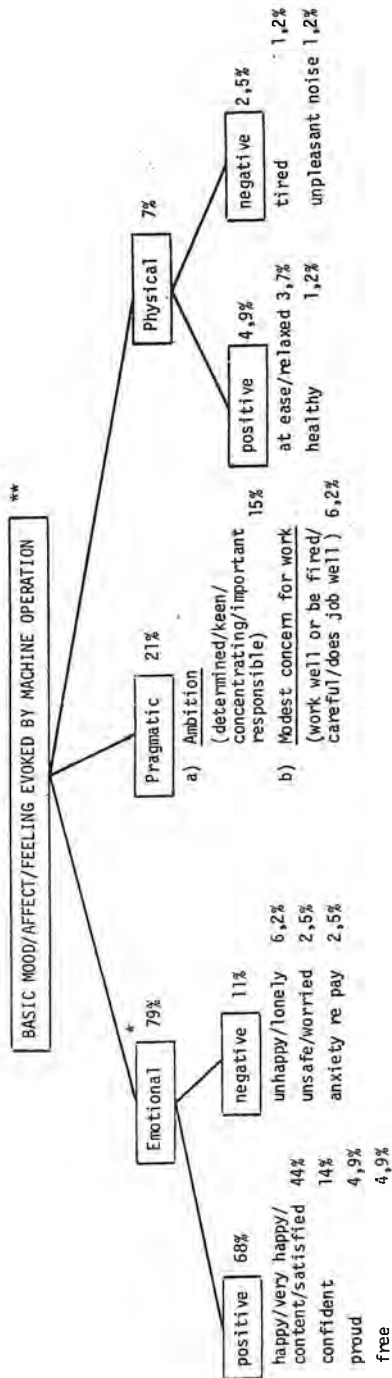 BASIC MOOD/AFFECT/FEELING EVOKED BY MACHINE OPERATION **
* Emotional 79%
positive 68%
happy/very happy/
content/satisfied 44%
confident 14%
proud 4,9%
free 4,9%
negative 11%
unhappy/lonely 6,2%
unsafe/worried 2,5%
anxiety re pay 2,5%
Pragmatic 21%
a) Ambition
(determined/keen/
concentrating/important
responsible) 15%
b) Modest concern for work
(work well or be fired/
careful/does job well) 6,2%
Physical 7%
positive 4,9%
at ease/relaxed 3,7%
healthy 1,2%
negative 2,5%
tired 1,2%
unpleasant noise 1,2%